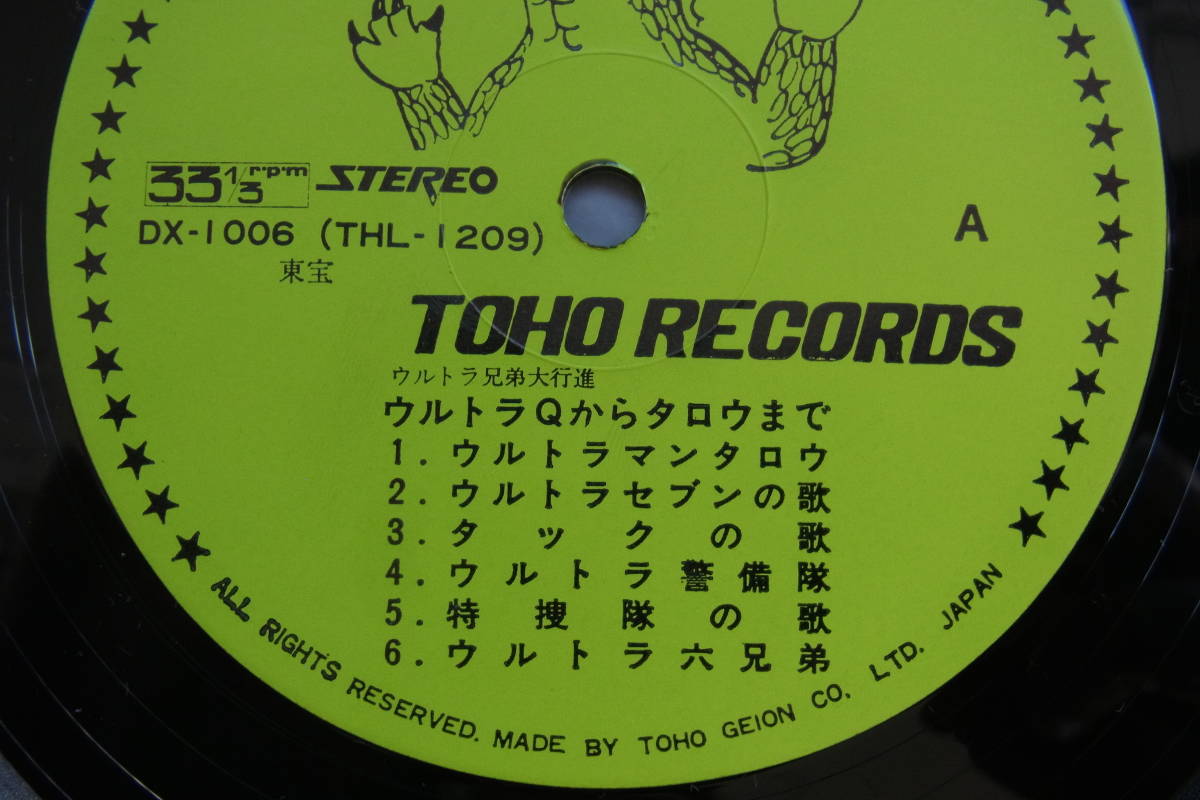 33 1/3 r.p.m STEREO
DX-1006 (THL-1209)
A
東宝
TOHO RECORDS
ウルトラ兄弟大行進
ウルトラQからタロウまで
1. ウルトラマンタロウ
2. ウルトラセブンの歌
3. タックの歌
4. ウルトラ警備隊
5. 特捜隊の歌
6. ウルトラ六兄弟
ALL RIGHTS RESERVED. MADE BY TOHO GEION CO. LTD. JAPAN